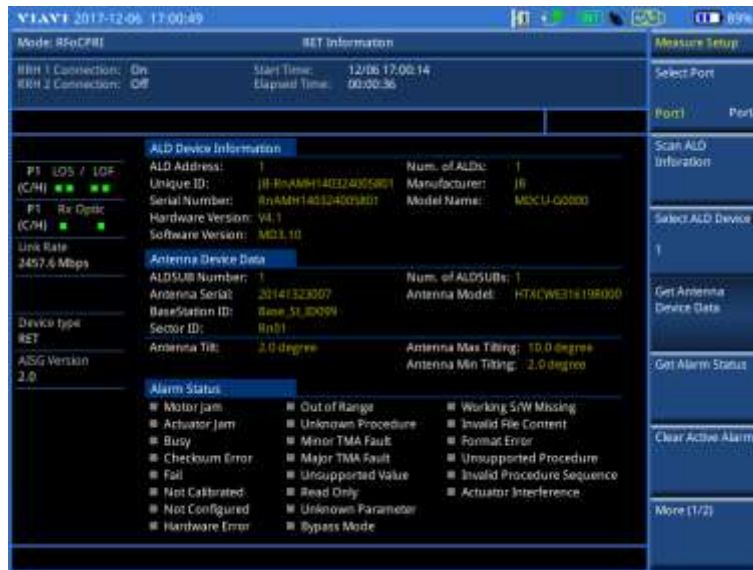 VIAVI 2017-12-06 17:00:49 INT 89%
Mode: RFoCPRI RET Information Measure Setup
RRH 1 Connection: On Start Time: 12/06 17:00:14
RRH 2 Connection: Off Elapsed Time: 00:00:36
Select Port
Port1 Port
ALD Device Information
ALD Address: 1 Num. of ALDs: 1
Unique ID: JB-RnAMH140324005801 Manufacturer: JB
Serial Number: RnAMH140324005801 Model Name: MDCU-G0000
Hardware Version: V4.1
Software Version: MD3.10
Antenna Device Data
ALDSUB Number: 1 Num. of ALDSUBs: 1
Antenna Serial: 20141323007 Antenna Model: HTXCWE316198000
BaseStation ID:
Sector ID: Rn01
Antenna Tilt: 2.0 degree Antenna Max Tilting: 10.0 degree
Antenna Min Tilting: 2.0 degree
Alarm Status
Motor Jam Out of Range Working S/W Missing
Actuator Jam Unknown Procedure Invalid File Content
Busy Minor TMA Fault Format Error
Checksum Error Major TMA Fault Unsupported Procedure
Fail Unsupported Value Invalid Procedure Sequence
Not Calibrated Read Only Actuator Interference
Not Configured Unknown Parameter
Hardware Error Bypass Mode
P1 LOS / LOF
(C/H)
P1 Rx Optic
(C/H)
Link Rate
2457.6 Mbps
Device type
RET
AISG Version
2.0
Scan ALD
Inforation
Select ALD Device
1
Get Antenna
Device Data
Get Alarm Status
Clear Active Alarm
More (1/2)